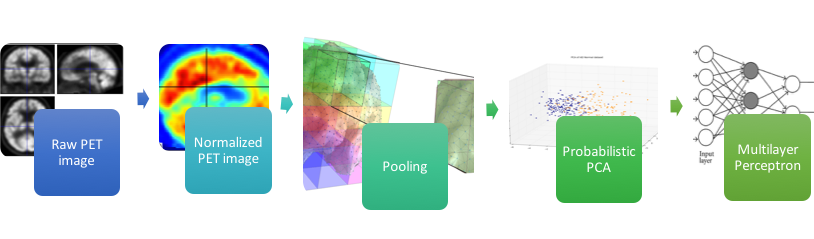 Raw PET
image
Normalized
PET image
Pooling
Probabilistic
PCA
Input
layer
Multilayer
Perceptron